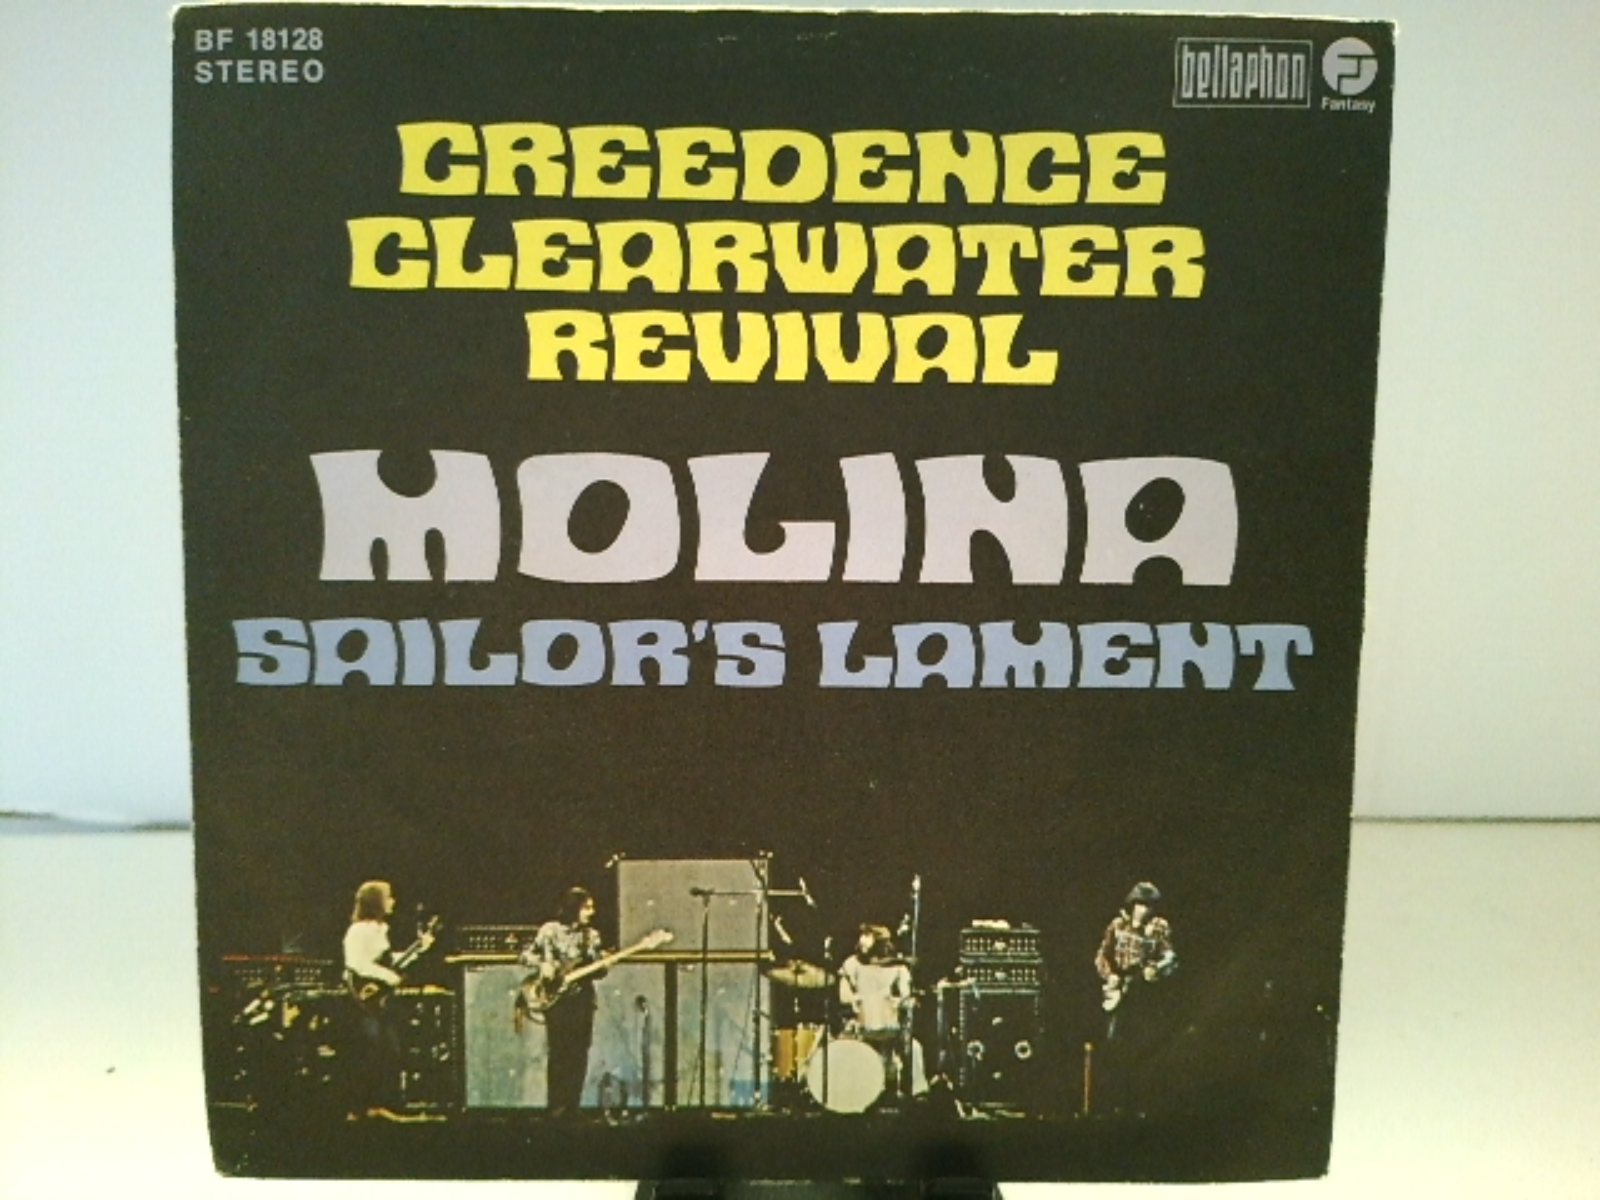 BF 18128
STEREO
bellaphon
Fantasy
CREEDENCE
CLEARWATER
REVIVAL
MOLINA
SAILOR'S LAMENT